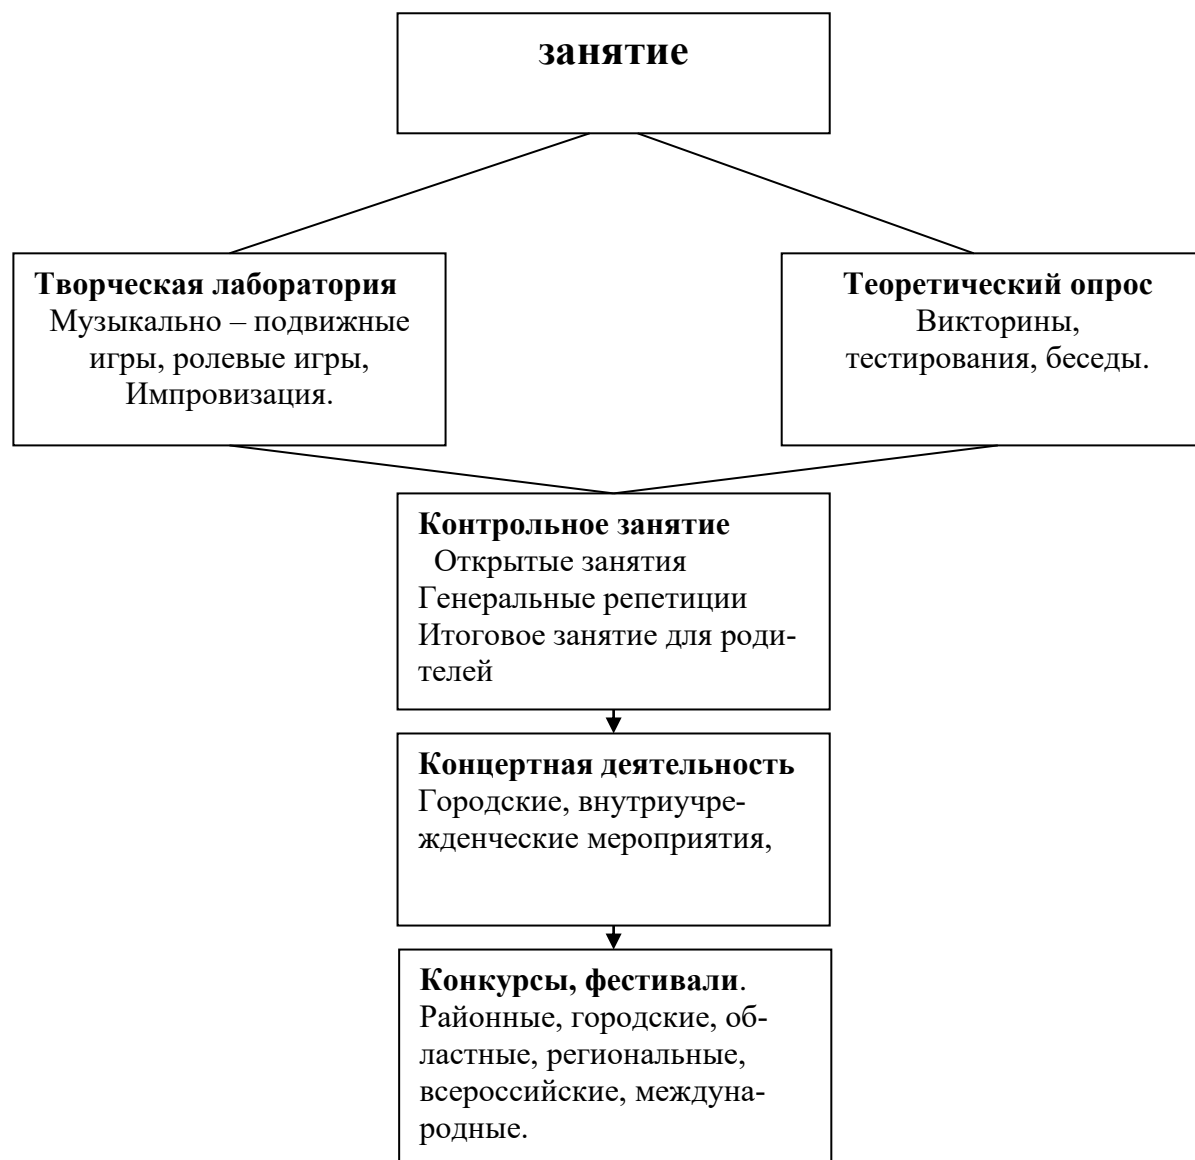 занятие
Творческая лаборатория
Музыкально – подвижные
игры, ролевые игры,
Импровизация.
Теоретический опрос
Викторины,
тестирования, беседы.
Контрольное занятие
Открытые занятия
Генеральные репетиции
Итоговое занятие для роди-
телей
Концертная деятельность
Городские, внутриучре-
жденческие мероприятия,
Конкурсы, фестивали.
Районные, городские, об-
ластные, региональные,
всероссийские, междуна-
родные.